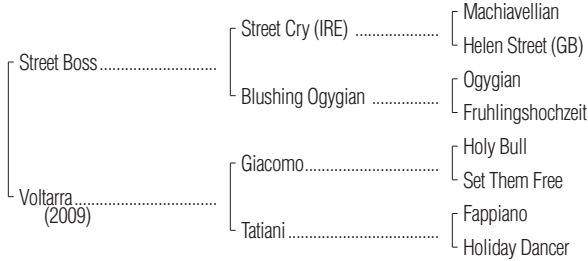 Machiavellian
Street Cry (IRE)
Helen Street (GB)
Street Boss
Ogygian
Blushing Ogygian
Fruhlingshochzeit
Holy Bull
Giacomo
Set Them Free
Voltarra
(2009)
Fappiano
Tatiani
Holiday Dancer